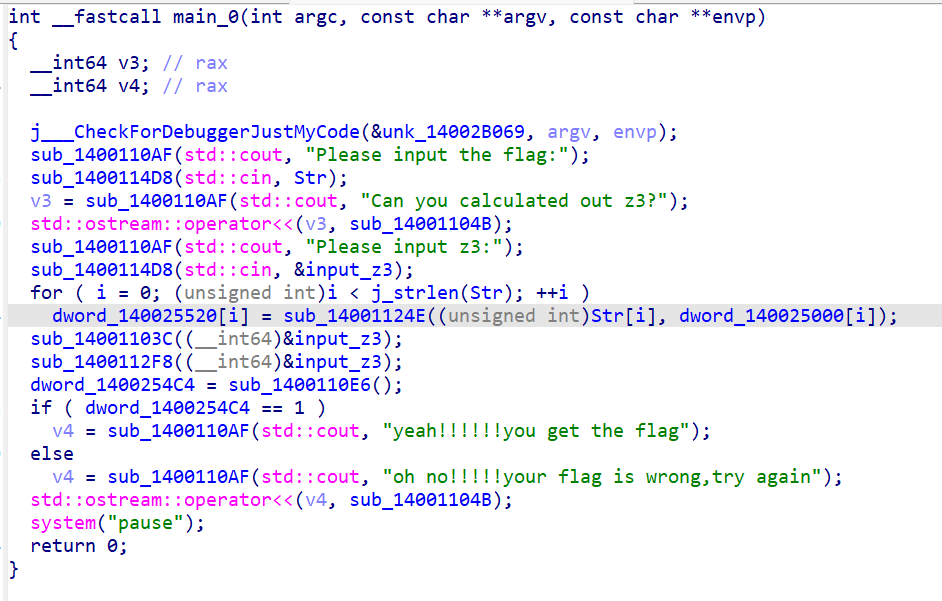 int __fastcall main_0(int argc, const char **argv, const char **envp)
{
  __int64 v3; // rax
  __int64 v4; // rax

  j___CheckForDebuggerJustMyCode(&unk_14002B069, argv, envp);
  sub_1400110AF(std::cout, "Please input the flag:");
  sub_1400114D8(std::cin, Str);
  v3 = sub_1400110AF(std::cout, "Can you calculated out z3?");
  std::ostream::operator<<(v3, sub_14001104B);
  sub_1400110AF(std::cout, "Please input z3:");
  sub_1400114D8(std::cin, &input_z3);
  for ( i = 0; (unsigned int)i < j_strlen(Str); ++i )
    dword_140025520[i] = sub_14001124E((unsigned int)Str[i], dword_140025000[i]);
  sub_14001103C((__int64)&input_z3);
  sub_1400112F8((__int64)&input_z3);
  dword_1400254C4 = sub_1400110E6();
  if ( dword_1400254C4 == 1 )
    v4 = sub_1400110AF(std::cout, "yeah!!!!!!you get the flag");
  else
    v4 = sub_1400110AF(std::cout, "oh no!!!!!your flag is wrong,try again");
  std::ostream::operator<<(v4, sub_14001104B);
  system("pause");
  return 0;
}